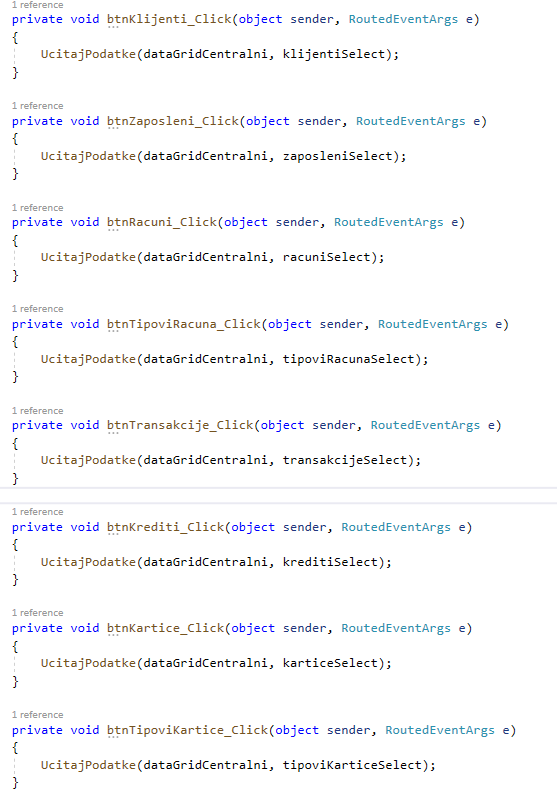 1 reference
private void btnKlijenti_Click(object sender, RoutedEventArgs e)
{
UcitajPodatke(dataGridCentralni, klijentiSelect);
}
1 reference
private void btnZaposleni_Click(object sender, RoutedEventArgs e)
{
UcitajPodatke(dataGridCentralni, zaposleniSelect);
}
1 reference
private void btnRacuni_Click(object sender, RoutedEventArgs e)
{
UcitajPodatke(dataGridCentralni, racuniSelect);
}
1 reference
private void btnTipoviRacuna_Click(object sender, RoutedEventArgs e)
{
UcitajPodatke(dataGridCentralni, tipoviRacunaSelect);
}
1 reference
private void btnTransakcije_Click(object sender, RoutedEventArgs e)
{
UcitajPodatke(dataGridCentralni, transakcijeSelect);
}
1 reference
private void btnKrediti_Click(object sender, RoutedEventArgs e)
{
UcitajPodatke(dataGridCentralni, kreditiSelect);
}
1 reference
private void btnKartice_Click(object sender, RoutedEventArgs e)
{
UcitajPodatke(dataGridCentralni, karticeSelect);
}
1 reference
private void btnTipoviKartice_Click(object sender, RoutedEventArgs e)
{
UcitajPodatke(dataGridCentralni, tipoviKarticeSelect);
}